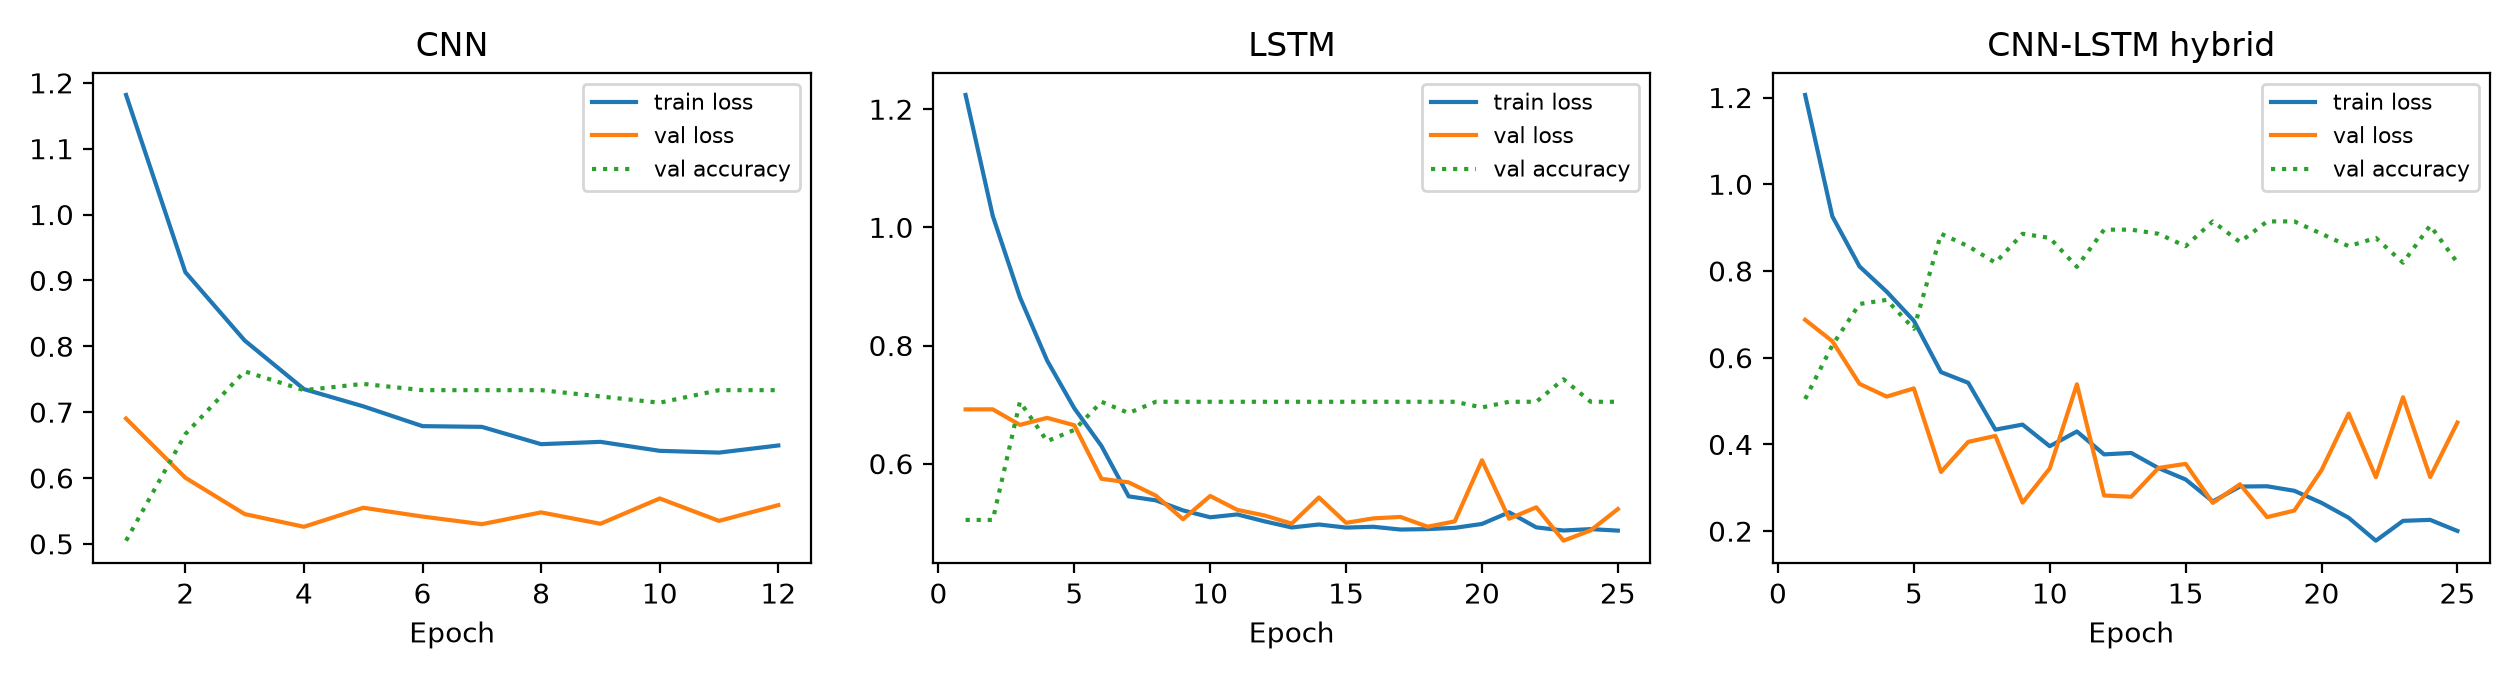 CNN
1.2
1.1
1.0
0.9
0.8
0.7
0.6
0.5
train loss
val loss
val accuracy
2 4 6 8 10 12
Epoch
LSTM
1.2
1.0
0.8
0.6
train loss
val loss
val accuracy
0 5 10 15 20 25
Epoch
CNN-LSTM hybrid
1.2
1.0
0.8
0.6
0.4
0.2
train loss
val loss
val accuracy
0 5 10 15 20 25
Epoch